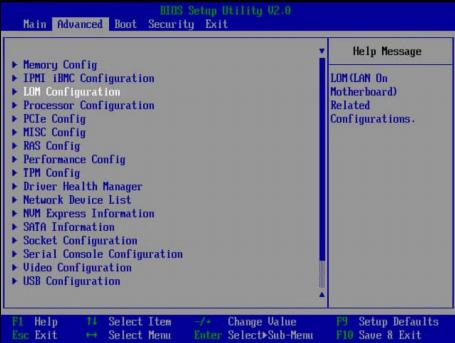 BIOS Setup Utility V2.0
Main Advanced Boot Security Exit
Help Message
Memory Config
IPMI iBMC Configuration
LOM Configuration
Processor Configuration
PCIe Config
MISC Config
RAS Config
Performance Config
TPM Config
Driver Health Manager
Network Device List
NVM Express Information
SATA Information
Socket Configuration
Serial Console Configuration
Video Configuration
USB Configuration
LOM(LAN On
Motherboard)
Related
Configurations.
F1 Help ↑↓ Select Item -/+ Change Value F9 Setup Defaults
Esc Exit ↔ Select Menu Enter Select▶Sub-Menu F10 Save & Exit